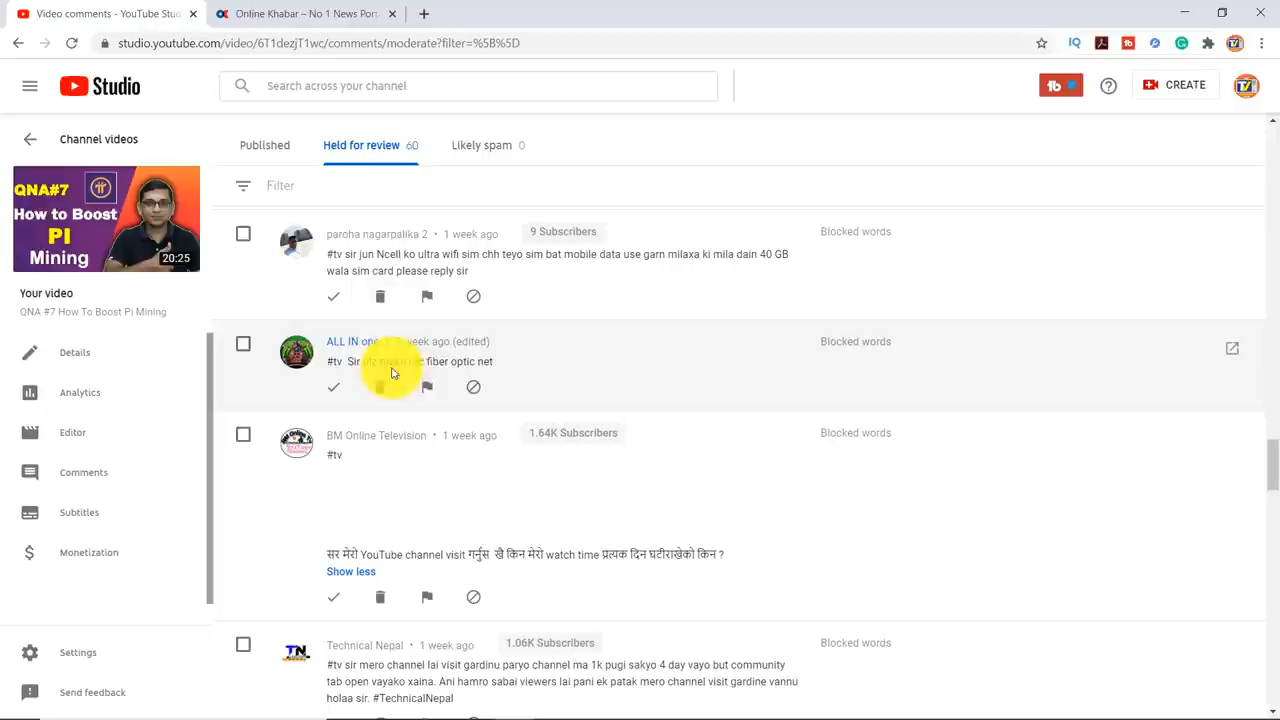 Video comments - YouTube Stu
Online Khabar – No 1 News Port
studio.youtube.com/video/6T1dezjT1wc/comments/moderate?filter=%5B%5D
Studio
Search across your channel
CREATE
Channel videos
Published
Held for review 60
Likely spam 0
Filter
QNA#7
How to Boost
PI
Mining
20:25
Your video
QNA #7 How To Boost Pi Mining
Details
Analytics
Editor
Comments
Subtitles
Monetization
Settings
Send feedback
paroha nagarpalika 2 • 1 week ago
9 Subscribers
Blocked words
#tv sir jun Ncell ko ultra wifi sim chh teyo sim bat mobile data use garn milaxa ki mila dain 40 GB
wala sim card please reply sir
ALL IN one week ago (edited)
Blocked words
#tv Sir fiber optic net
BM Online Television • 1 week ago
1.64K Subscribers
Blocked words
#tv
सर मेरो YouTube channel visit गर्नुस खै किन मेरो watch time प्रत्यक दिन घटीराखेको किन ?
Show less
Technical Nepal • 1 week ago
1.06K Subscribers
Blocked words
#tv sir mero channel lai visit gardinu paryo channel ma 1k pugi sakyo 4 day vayo but community
tab open vayako xaina. Ani hamro sabai viewers lai pani ek patak mero channel visit gardine vannu
holaa sir. #TechnicalNepal